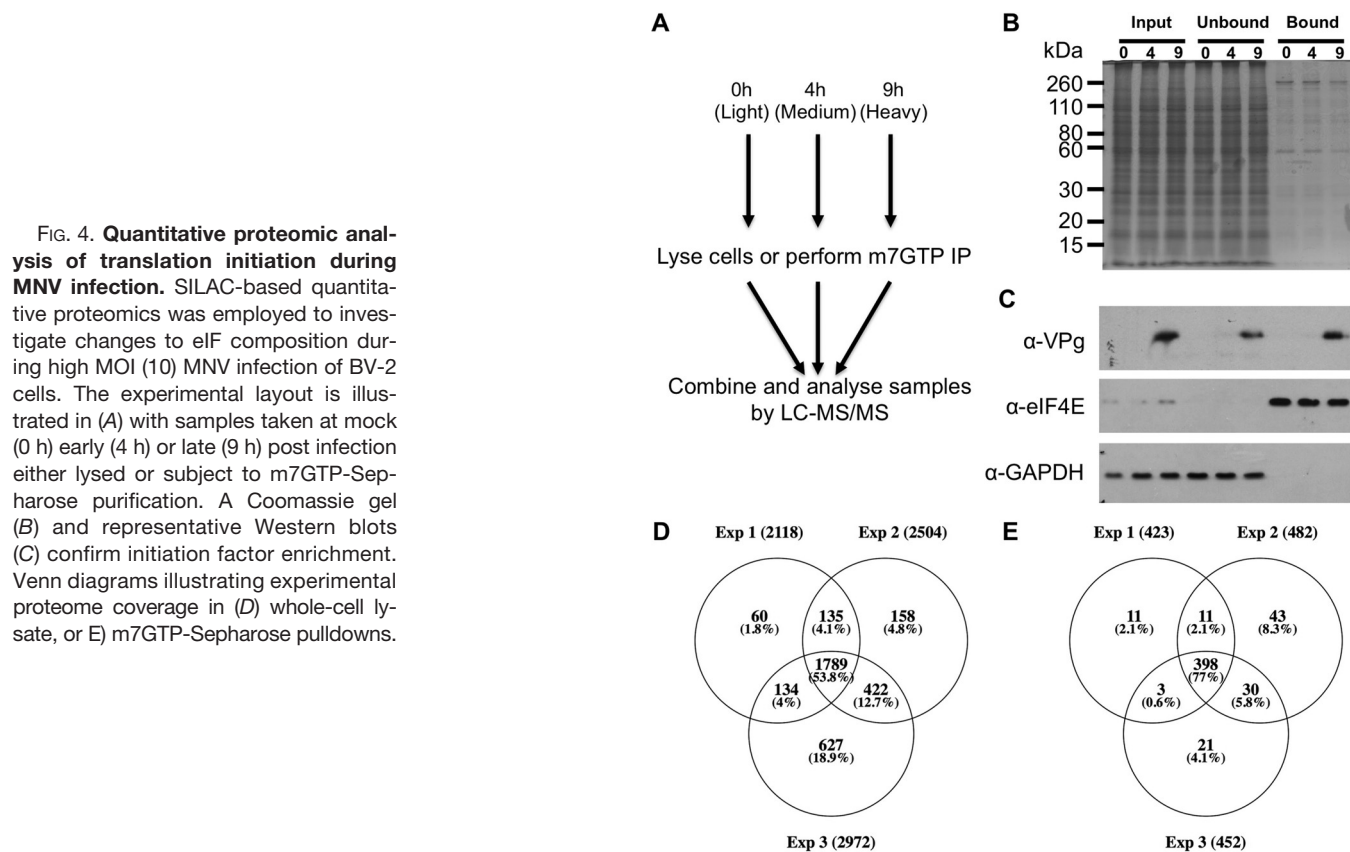 FIG. 4. Quantitative proteomic anal-
ysis of translation initiation during
MNV infection. SILAC-based quantita-
tive proteomics was employed to inves-
tigate changes to eIF composition dur-
ing high MOI (10) MNV infection of BV-2
cells. The experimental layout is illus-
trated in (A) with samples taken at mock
(0 h) early (4 h) or late (9 h) post infection
either lysed or subject to m7GTP-Sep-
harose purification. A Coomassie gel
(B) and representative Western blots
(C) confirm initiation factor enrichment.
Venn diagrams illustrating experimental
proteome coverage in (D) whole-cell ly-
sate, or E) m7GTP-Sepharose pulldowns.
A
0h 4h 9h
(Light) (Medium) (Heavy)
Lyse cells or perform m7GTP IP
Combine and analyse samples
by LC-MS/MS
B
Input Unbound Bound
kDa 0 4 9 0 4 9 0 4 9
260
110
80
60
30
20
15
C
α-VPg
α-eIF4E
α-GAPDH
D
Exp 1 (2118) Exp 2 (2504)
60 135 158
(1.8%) (4.1%) (4.8%)
1789
(53.8%)
134 422
(4%) (12.7%)
627
(18.9%)
Exp 3 (2972)
E
Exp 1 (423) Exp 2 (482)
11 11 43
(2.1%) (2.1%) (8.3%)
398
(77%)
3 30
(0.6%) (5.8%)
21
(4.1%)
Exp 3 (452)